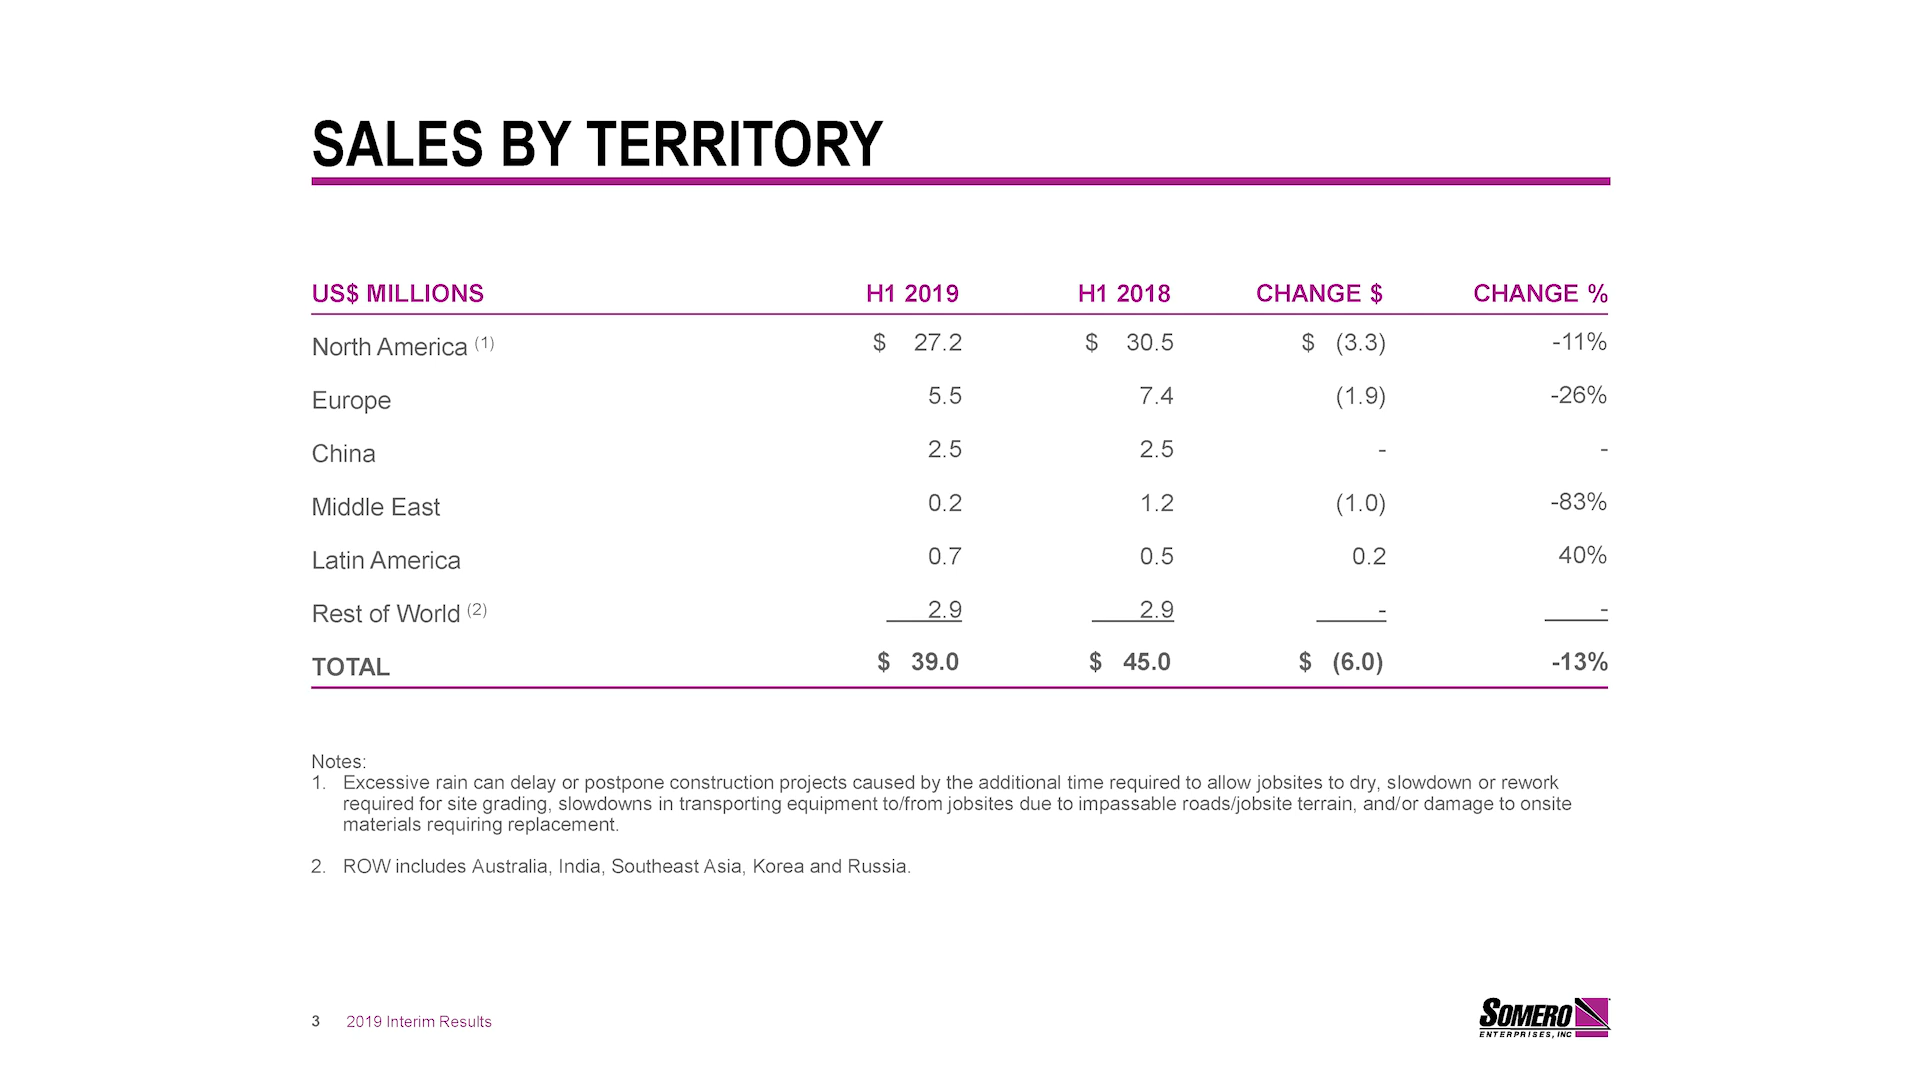 SALES BY TERRITORY
US$ MILLIONS H1 2019 H1 2018 CHANGE $ CHANGE %
North America (1) $ 27.2 $ 30.5 $ (3.3) -11%
Europe 5.5 7.4 (1.9) -26%
China 2.5 2.5 - -
Middle East 0.2 1.2 (1.0) -83%
Latin America 0.7 0.5 0.2 40%
Rest of World (2) 2.9 2.9 - -
TOTAL $ 39.0 $ 45.0 $ (6.0) -13%
Notes:
1. Excessive rain can delay or postpone construction projects caused by the additional time required to allow jobsites to dry, slowdown or rework
required for site grading, slowdowns in transporting equipment to/from jobsites due to impassable roads/jobsite terrain, and/or damage to onsite
materials requiring replacement.
2. ROW includes Australia, India, Southeast Asia, Korea and Russia.
3 2019 Interim Results
SOMERO
ENTERPRISES, INC